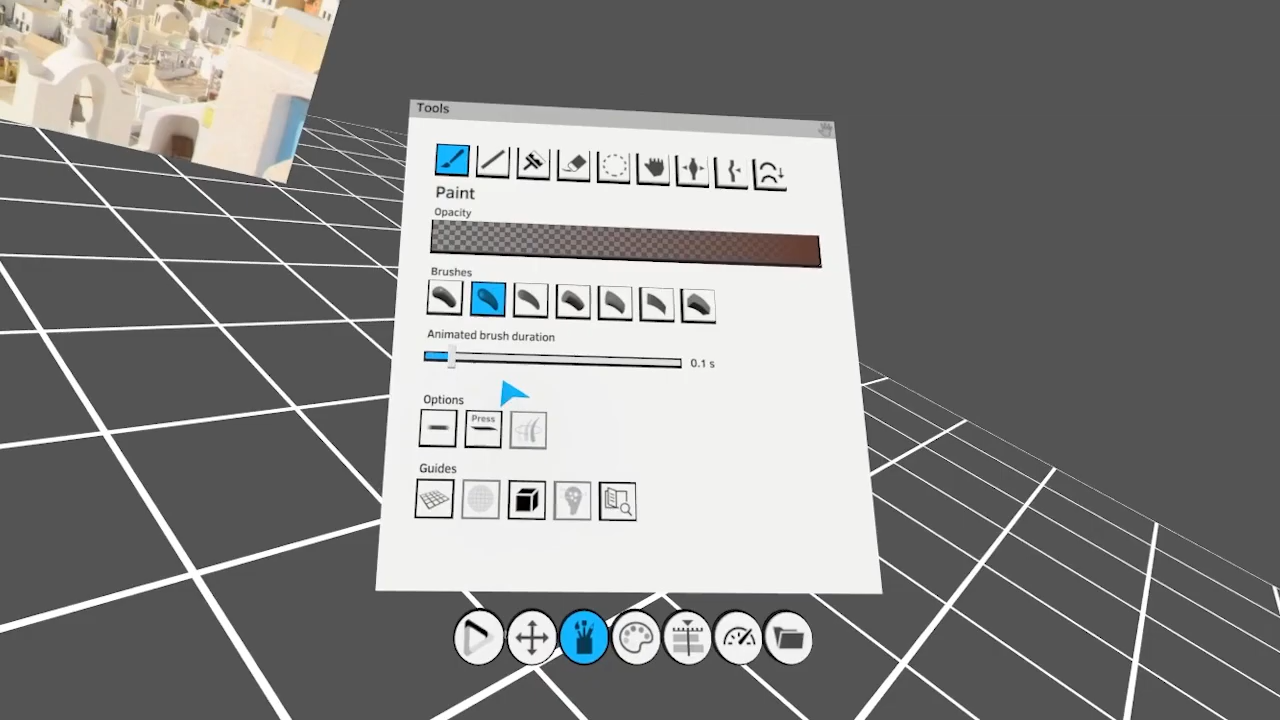 Tools
Paint
Opacity
Brushes
Animated brush duration
0.1 s
Options
Press
Guides